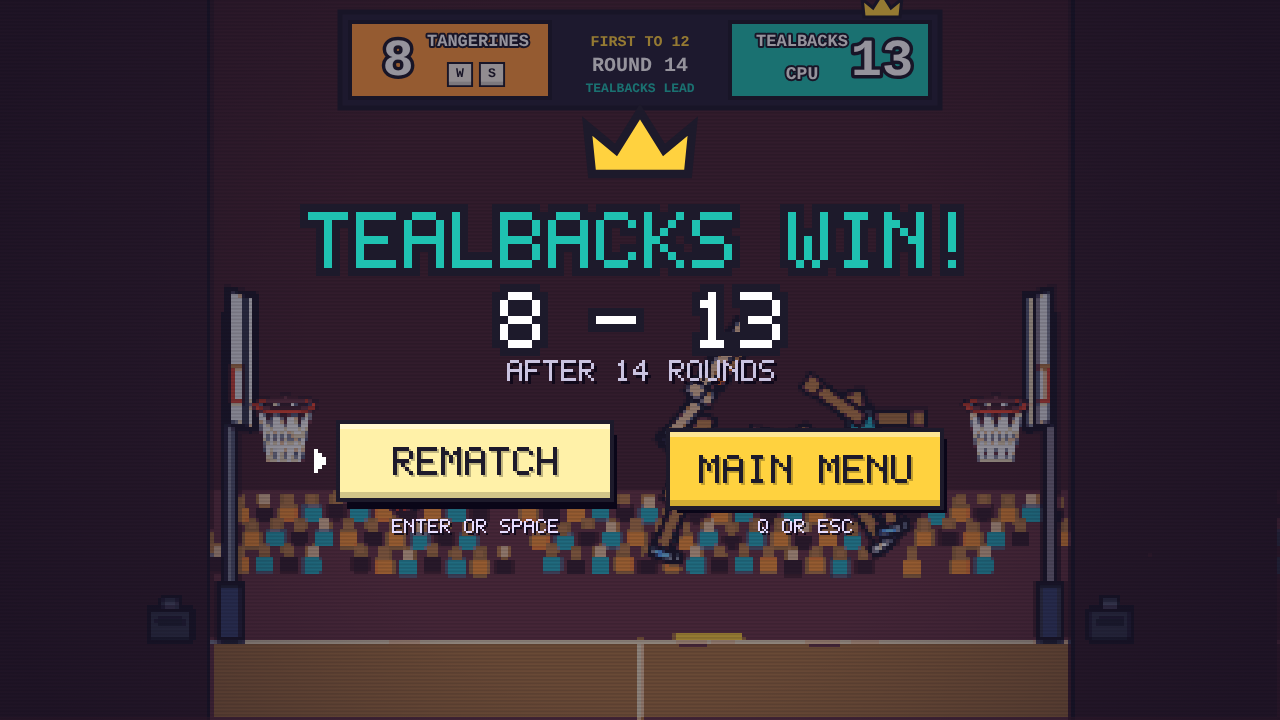 8 TANGERINES
W S
FIRST TO 12
ROUND 14
TEALBACKS LEAD
TEALBACKS 13
CPU
TEALBACKS WIN!
8 - 13
AFTER 14 ROUNDS
REMATCH
MAIN MENU
ENTER OR SPACE
Q OR ESC